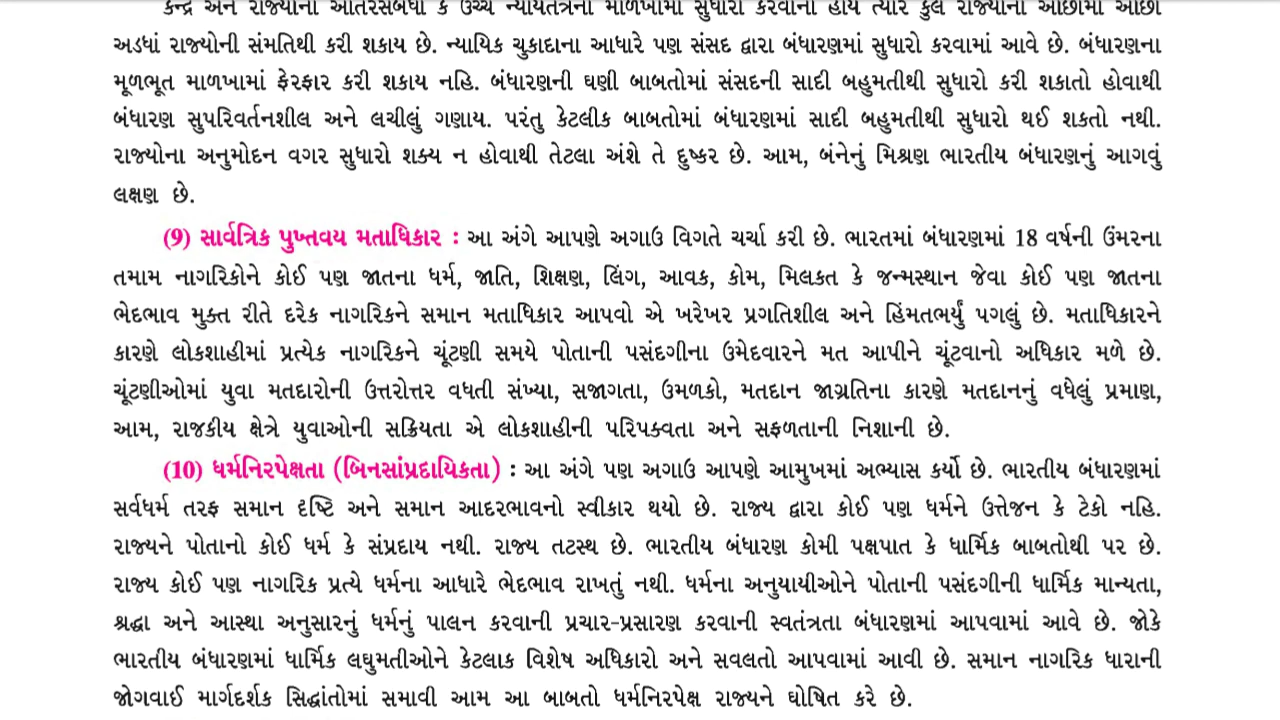 કેન્દ્ર અને રાજ્યોના આંતરસંબંધો કે ઉચ્ચ ન્યાયતંત્રના માળખામાં સુધારા કરવાના હોય ત્યારે કુલ રાજ્યોના ઓછામાં ઓછા
અડધાં રાજ્યોની સંમતિથી કરી શકાય છે. ન્યાયિક ચુકાદાના આધારે પણ સંસદ દ્વારા બંધારણમાં સુધારો કરવામાં આવે છે. બંધારણના
મૂળભૂત માળખામાં ફેરફાર કરી શકાય નહિ. બંધારણની ઘણી બાબતોમાં સંસદની સાદી બહુમતીથી સુધારો કરી શકાતો હોવાથી
બંધારણ સુપરિવર્તનશીલ અને લચીલું ગણાય. પરંતુ કેટલીક બાબતોમાં બંધારણમાં સાદી બહુમતીથી સુધારો થઈ શકતો નથી.
રાજ્યોના અનુમોદન વગર સુધારો શક્ય ન હોવાથી તેટલા અંશે તે દુષ્કર છે. આમ, બંનેનું મિશ્રણ ભારતીય બંધારણનું આગવું
લક્ષણ છે.
(9) સાર્વત્રિક પુખ્તવય મતાધિકાર : આ અંગે આપણે અગાઉ વિગતે ચર્ચા કરી છે. ભારતમાં બંધારણમાં 18 વર્ષની ઉંમરના
તમામ નાગરિકોને કોઈ પણ જાતના ધર્મ, જાતિ, શિક્ષણ, લિંગ, આવક, કોમ, મિલકત કે જન્મસ્થાન જેવા કોઈ પણ જાતના
ભેદભાવ મુક્ત રીતે દરેક નાગરિકને સમાન મતાધિકાર આપવો એ ખરેખર પ્રગતિશીલ અને હિંમતભર્યું પગલું છે. મતાધિકારને
કારણે લોકશાહીમાં પ્રત્યેક નાગરિકને ચૂંટણી સમયે પોતાની પસંદગીના ઉમેદવારને મત આપીને ચૂંટવાનો અધિકાર મળે છે.
ચૂંટણીઓમાં યુવા મતદારોની ઉત્તરોત્તર વધતી સંખ્યા, સજાગતા, ઉમળકો, મતદાન જાગ્રતિના કારણે મતદાનનું વધેલું પ્રમાણ,
આમ, રાજકીય ક્ષેત્રે યુવાઓની સક્રિયતા એ લોકશાહીની પરિપક્વતા અને સફળતાની નિશાની છે.
(10) ધર્મનિરપેક્ષતા (બિનસાંપ્રદાયિકતા) : આ અંગે પણ અગાઉ આપણે આમુખમાં અભ્યાસ કર્યો છે. ભારતીય બંધારણમાં
સર્વધર્મ તરફ સમાન દૃષ્ટિ અને સમાન આદરભાવનો સ્વીકાર થયો છે. રાજ્ય દ્વારા કોઈ પણ ધર્મને ઉત્તેજન કે ટેકો નહિ.
રાજ્યને પોતાનો કોઈ ધર્મ કે સંપ્રદાય નથી. રાજ્ય તટસ્થ છે. ભારતીય બંધારણ કોમી પક્ષપાત કે ધાર્મિક બાબતોથી પર છે.
રાજ્ય કોઈ પણ નાગરિક પ્રત્યે ધર્મના આધારે ભેદભાવ રાખતું નથી. ધર્મના અનુયાયીઓને પોતાની પસંદગીની ધાર્મિક માન્યતા,
શ્રદ્ધા અને આસ્થા અનુસારનું ધર્મનું પાલન કરવાની પ્રચાર-પ્રસારણ કરવાની સ્વતંત્રતા બંધારણમાં આપવામાં આવે છે. જોકે
ભારતીય બંધારણમાં ધાર્મિક લઘુમતીઓને કેટલાક વિશેષ અધિકારો અને સવલતો આપવામાં આવી છે. સમાન નાગરિક ધારાની
જોગવાઈ માર્ગદર્શક સિદ્ધાંતોમાં સમાવી આમ આ બાબતો ધર્મનિરપેક્ષ રાજ્યને ઘોષિત કરે છે.